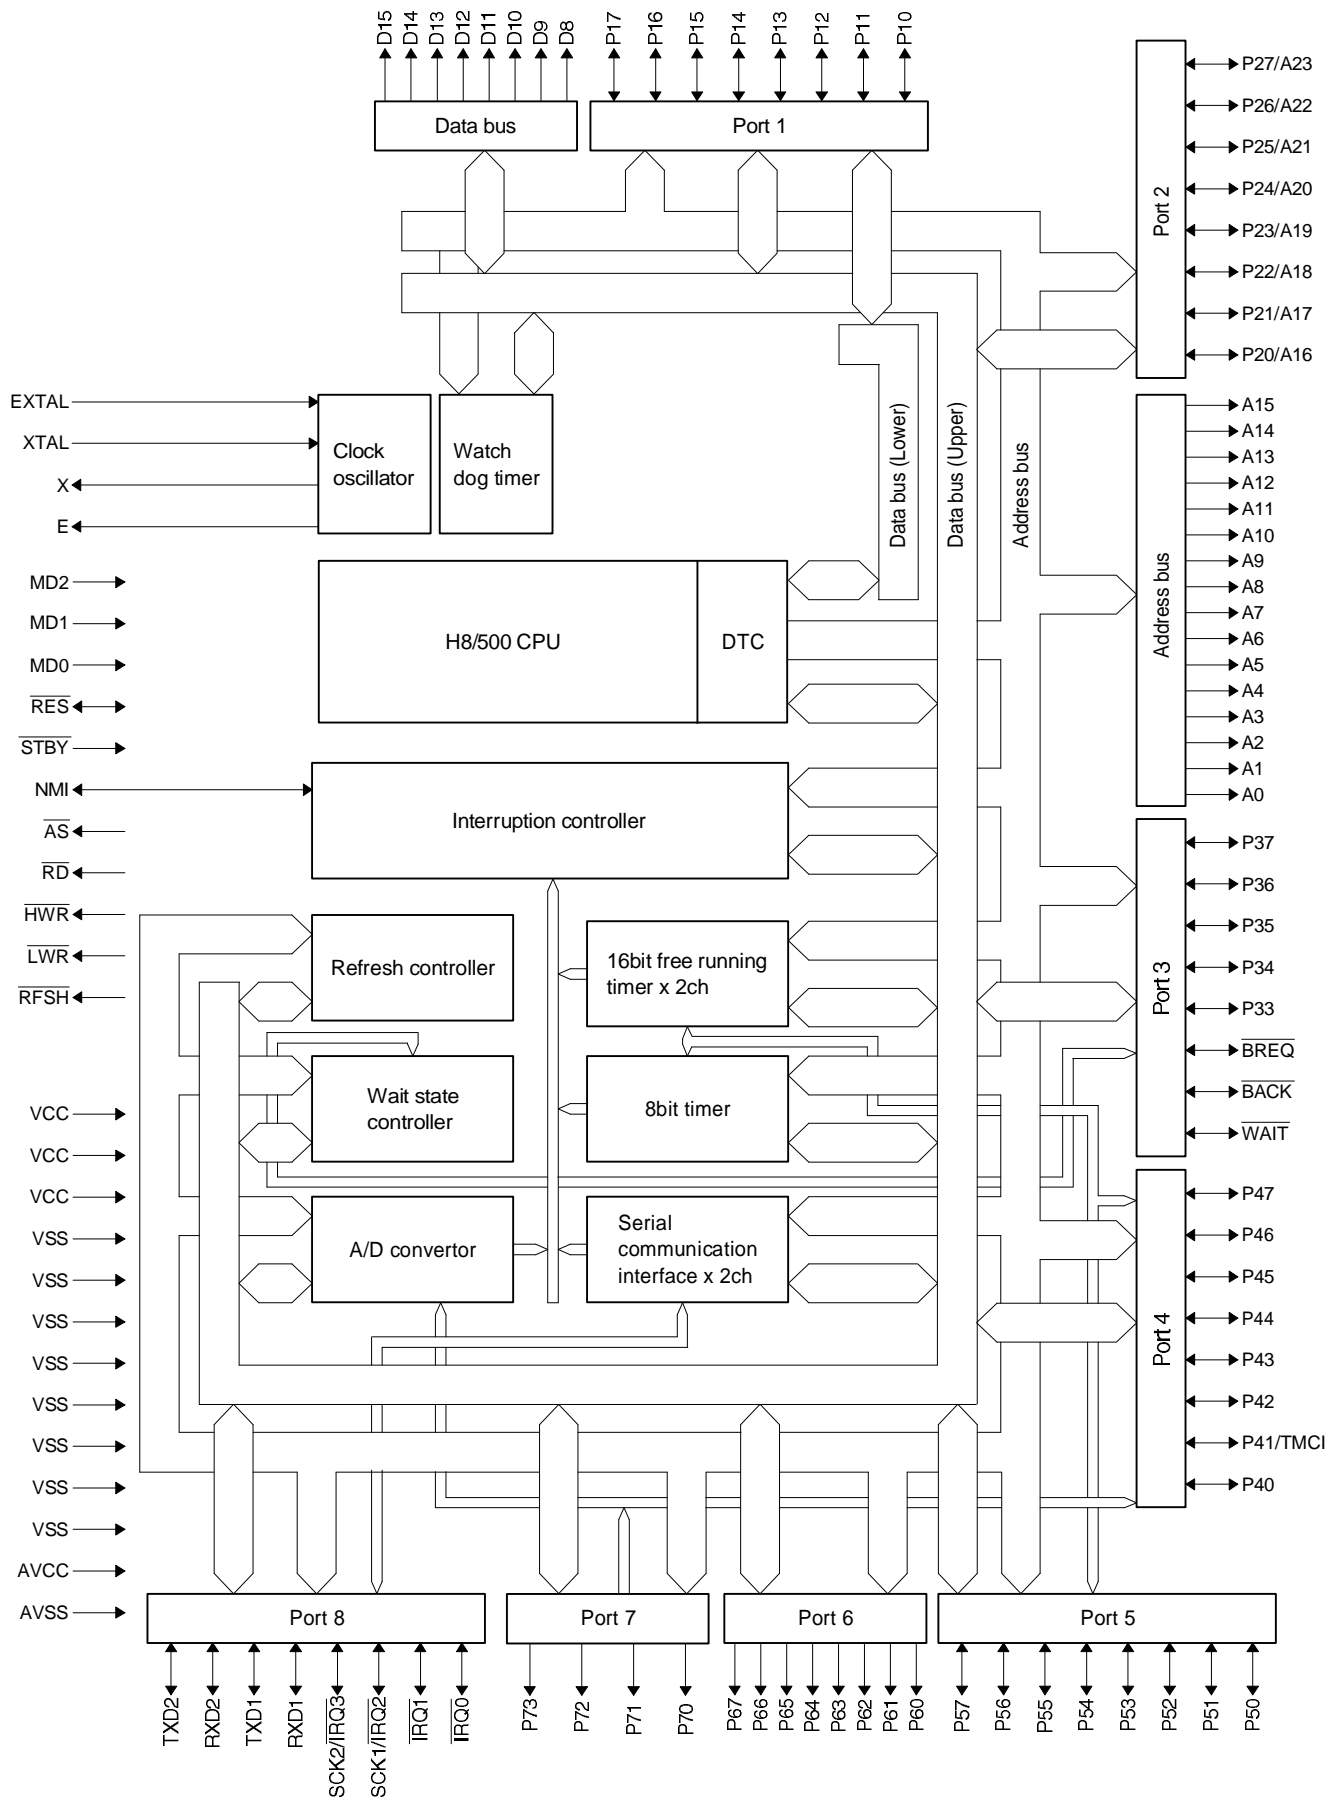 D15
D14
D13
D12
D11
D10
D9
D8
P17
P16
P15
P14
P13
P12
P11
P10
Data bus
Port 1
Port 2
P27/A23
P26/A22
P25/A21
P24/A20
P23/A19
P22/A18
P21/A17
P20/A16
EXTAL
XTAL
X
E
Clock
oscillator
Watch
dog timer
Data bus (Lower)
Data bus (Upper)
Address bus
Address bus
A15
A14
A13
A12
A11
A10
A9
A8
A7
A6
A5
A4
A3
A2
A1
A0
MD2
MD1
MD0
RES
STBY
NMI
AS
RD
HWR
LWR
RFSH
H8/500 CPU
DTC
Interruption controller
Refresh controller
16bit free running
timer x 2ch
Wait state
controller
8bit timer
A/D convertor
Serial
communication
interface x 2ch
Port 3
P37
P36
P35
P34
P33
BREQ
BACK
WAIT
Port 4
P47
P46
P45
P44
P43
P42
P41/TMCI
P40
VCC
VCC
VCC
VSS
VSS
VSS
VSS
VSS
VSS
VSS
VSS
AVCC
AVSS
Port 8
Port 7
Port 6
Port 5
TXD2
RXD2
TXD1
RXD1
SCK2/IRQ3
SCK1/IRQ2
IRQ1
IRQ0
P73
P72
P71
P70
P67
P66
P65
P64
P63
P62
P61
P60
P57
P56
P55
P54
P53
P52
P51
P50